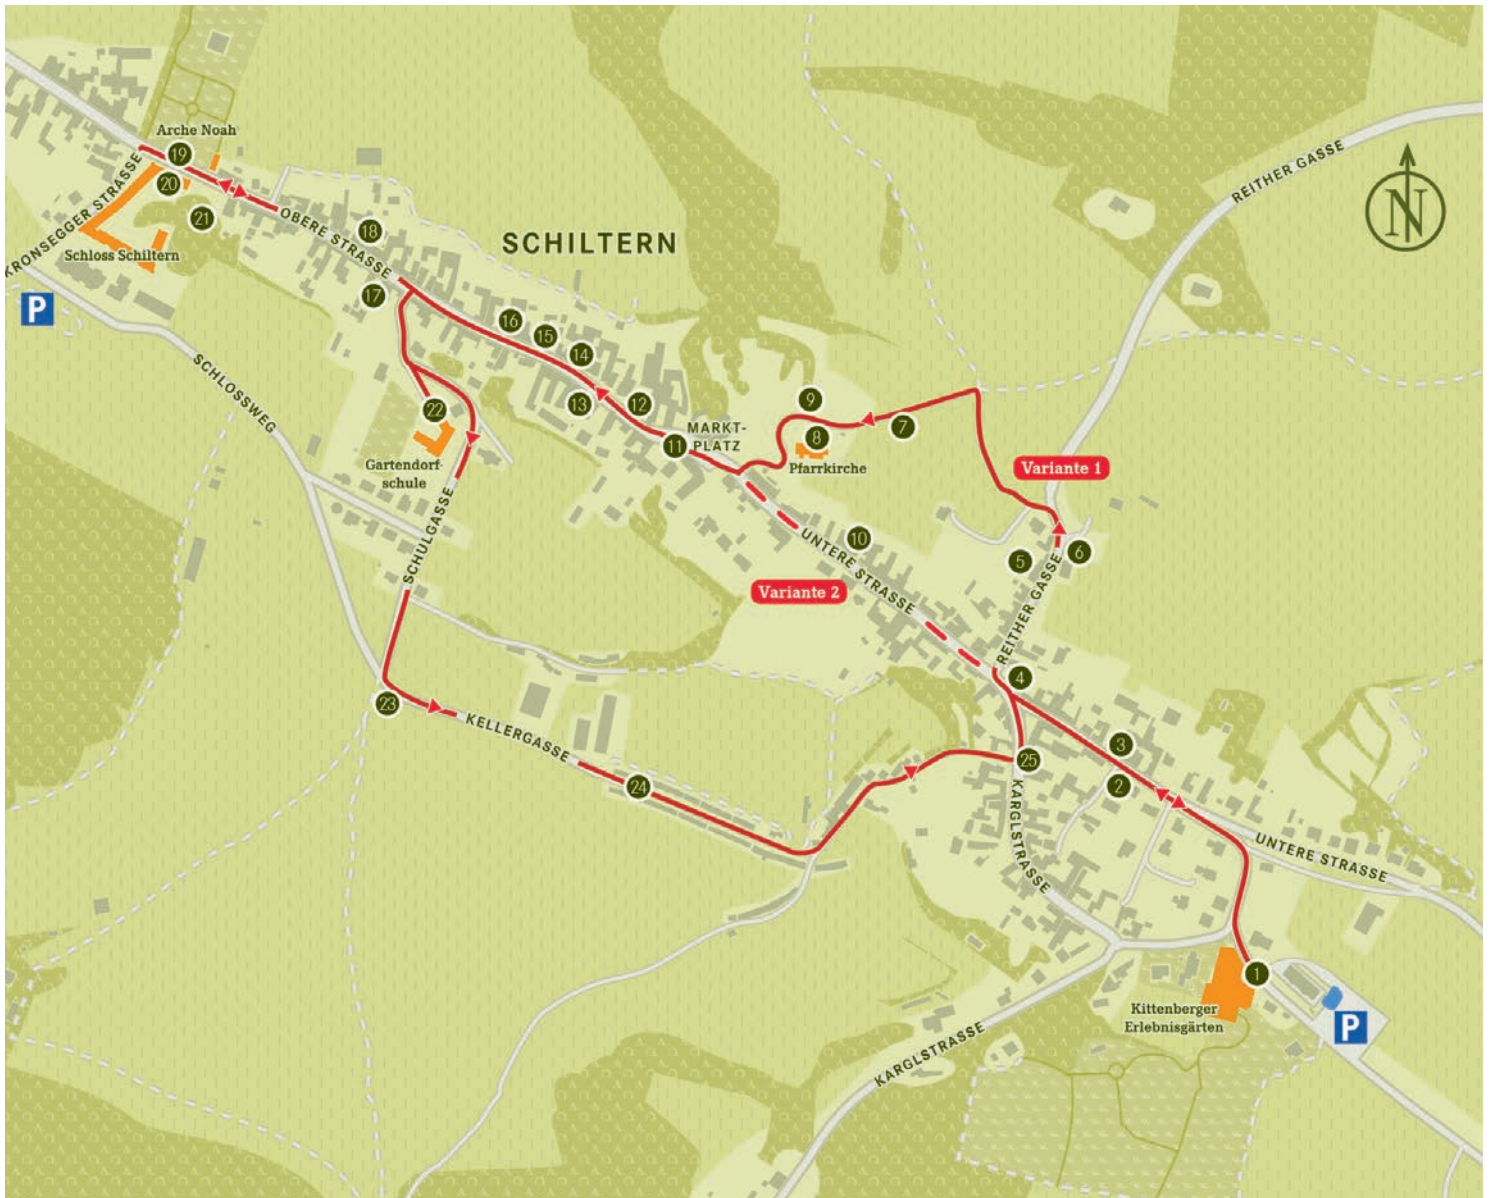 Arche Noah
19
20
21
KRONSEGGER STRASSE
Schloss Schiltern
P
OBERE STRASSE
18
17
SCHILTERN
REITHER GASSE
N
16
15
14
13
12
11
MARKT-
PLATZ
9
8
7
Pfarrkirche
Variante 1
SCHLOSSWEG
22
Gartendorf-
schule
SCHULGASSE
10
UNTERE STRASSE
Variante 2
5
6
REITHER GASSE
4
23
KELLERGASSE
24
25
3
2
KARGLSTRASSE
UNTERE STRASSE
1
Kittenberger
Erlebnisgärten
P
KARGLSTRASSE